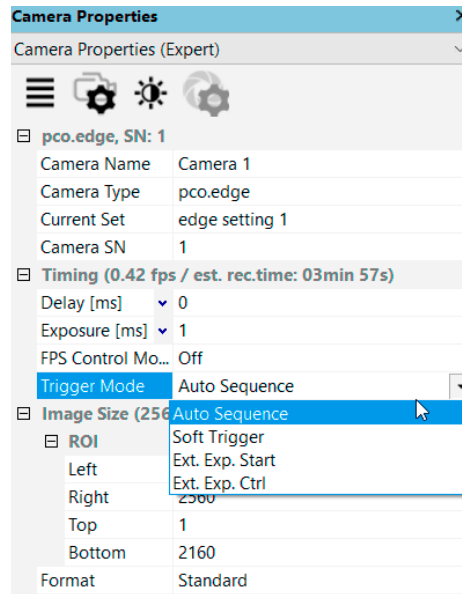 Camera Properties
Camera Properties (Expert)
pco.edge, SN: 1
Camera Name Camera 1
Camera Type pco.edge
Current Set edge setting 1
Camera SN 1
Timing (0.42 fps / est. rec.time: 03min 57s)
Delay [ms] 0
Exposure [ms] 1
FPS Control Mo... Off
Trigger Mode Auto Sequence
Image Size (256 Auto Sequence
ROI Soft Trigger
Left Ext. Exp. Start
Ext. Exp. Ctrl
Right 2560
Top 1
Bottom 2160
Format Standard